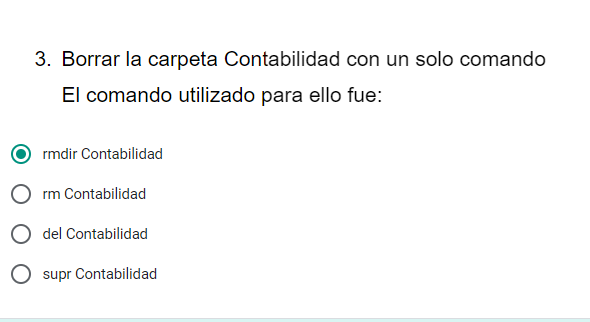 3. Borrar la carpeta Contabilidad con un solo comando
El comando utilizado para ello fue:
rmdir Contabilidad
rm Contabilidad
del Contabilidad
supr Contabilidad